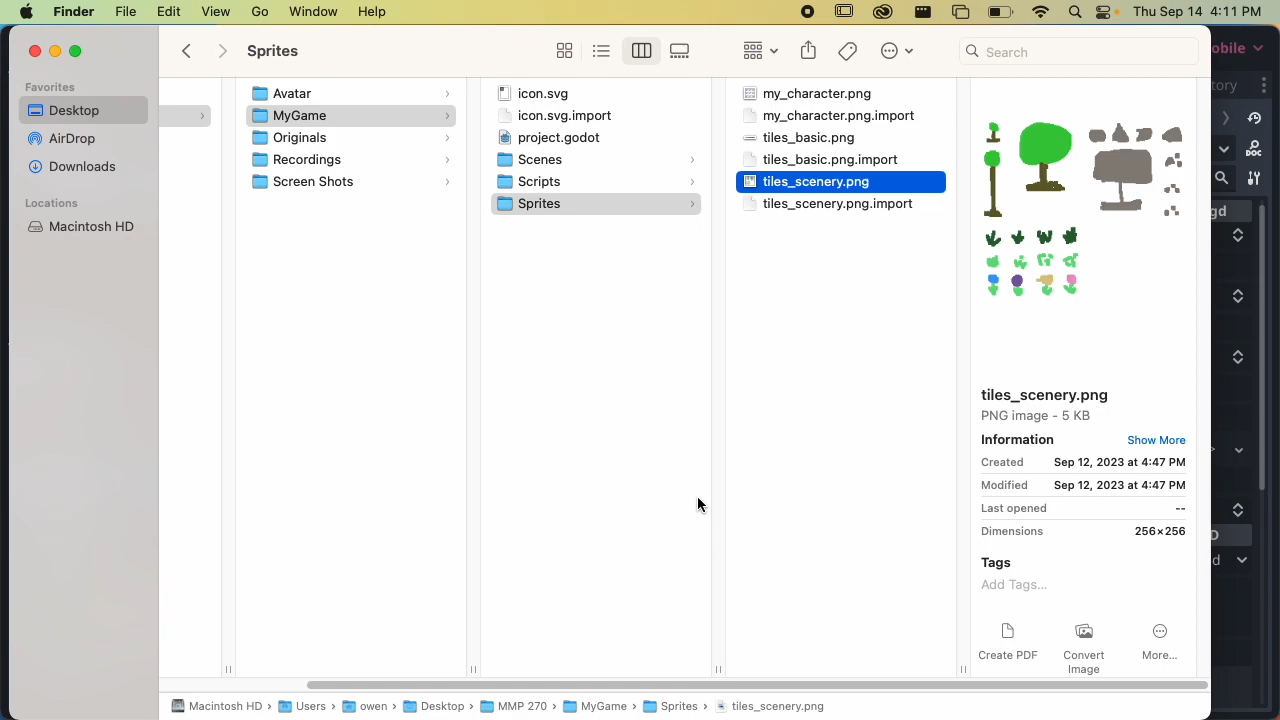 Finder File Edit View Go Window Help Thu Sep 14 4:11 PM
Sprites
Search
Favorites
Desktop
AirDrop
Downloads
Locations
Macintosh HD
Avatar
MyGame
Originals
Recordings
Screen Shots
icon.svg
icon.svg.import
project.godot
Scenes
Scripts
Sprites
my_character.png
my_character.png.import
tiles_basic.png
tiles_basic.png.import
tiles_scenery.png
tiles_scenery.png.import
tiles_scenery.png
PNG image - 5 KB
Information Show More
Created Sep 12, 2023 at 4:47 PM
Modified Sep 12, 2023 at 4:47 PM
Last opened --
Dimensions 256×256
Tags
Add Tags...
Create PDF
Convert Image
More...
Macintosh HD › Users › owen › Desktop › MMP 270 › MyGame › Sprites › tiles_scenery.png
obile
tory
gd
D
d